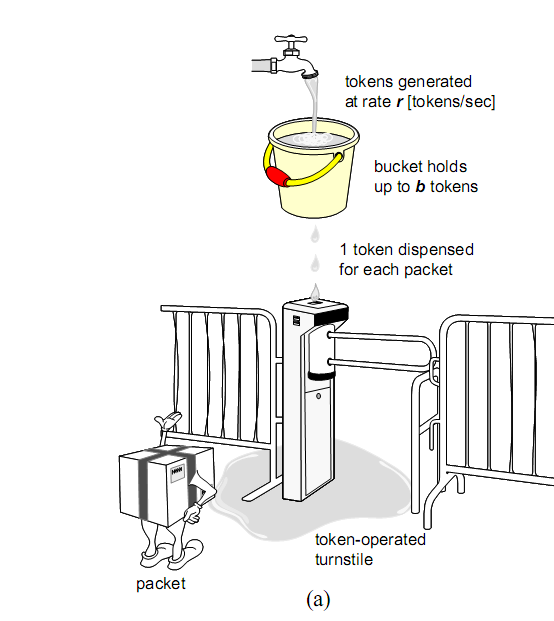 tokens generated
at rate r [tokens/sec]
bucket holds
up to b tokens
1 token dispensed
for each packet
token-operated
turnstile
packet
(a)